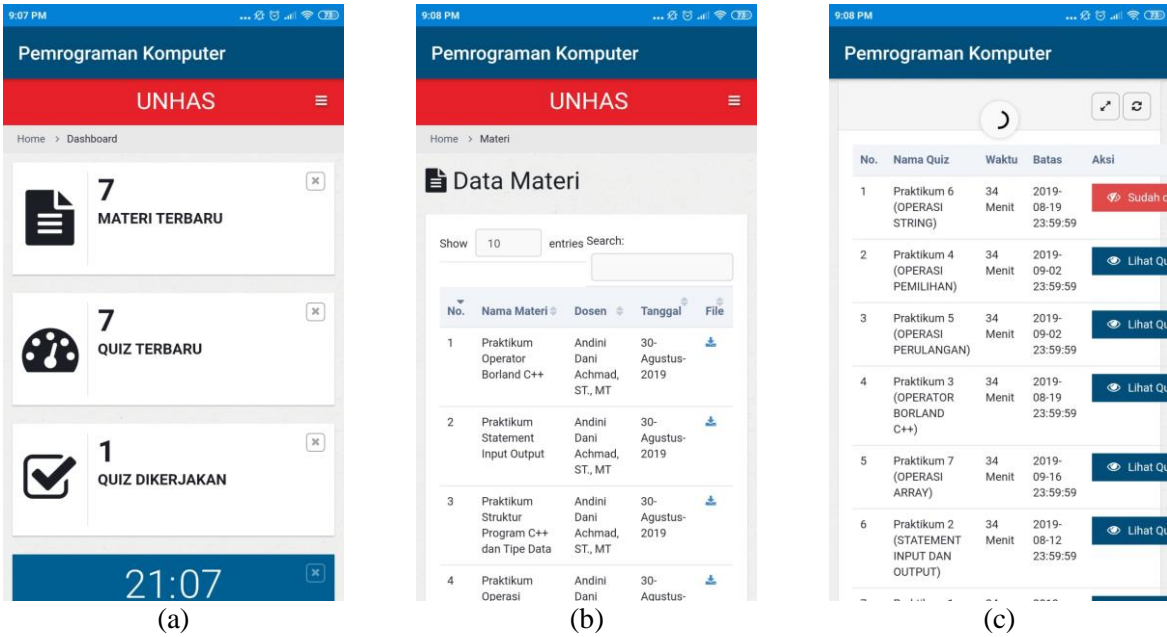 9:07 PM
Pemrograman Komputer
UNHAS
Home > Dashboard
7
MATERI TERBARU
7
QUIZ TERBARU
1
QUIZ DIKERJAKAN
21:07
(a)
9:08 PM
Pemrograman Komputer
UNHAS
Home > Materi
Data Materi
Show 10 entries Search:
No. Nama Materi Dosen Tanggal File
1 Praktikum Andini 30-
Operator Dani Agustus-
Borland C++ Achmad, 2019
ST., MT
2 Praktikum Andini 30-
Statement Dani Agustus-
Input Output Achmad, 2019
ST., MT
3 Praktikum Andini 30-
Struktur Dani Agustus-
Program C++ Achmad, 2019
dan Tipe Data ST., MT
4 Praktikum Andini 30-
Operasi Dani Agustus-
(b)
9:08 PM
Pemrograman Komputer
No. Nama Quiz Waktu Batas Aksi
1 Praktikum 6 34 2019- Sudah
(OPERASI Menit 08-19
STRING) 23:59:59
2 Praktikum 4 34 2019- Lihat
(OPERASI Menit 09-02
PEMILIHAN) 23:59:59
3 Praktikum 5 34 2019- Lihat
(OPERASI Menit 09-02
PERULANGAN) 23:59:59
4 Praktikum 3 34 2019- Lihat
(OPERATOR Menit 08-19
BORLAND 23:59:59
C++)
5 Praktikum 7 34 2019- Lihat
(OPERASI Menit 09-16
ARRAY) 23:59:59
6 Praktikum 2 34 2019- Lihat
(STATEMENT Menit 08-12
INPUT DAN 23:59:59
OUTPUT)
(c)